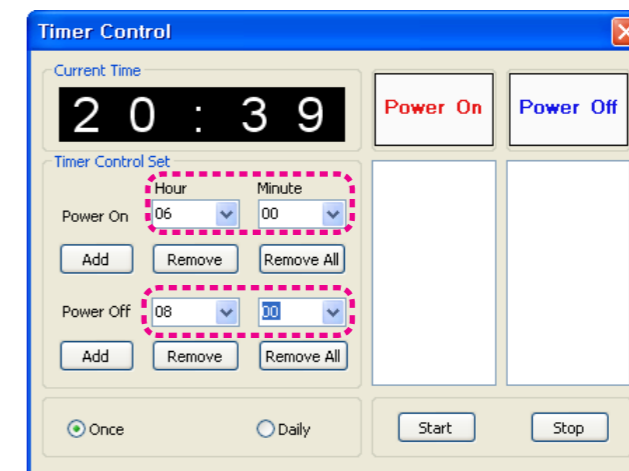 Timer Control
Current Time
20:39
Power On
Power Off
Timer Control Set
Hour Minute
Power On 06 00
Add Remove Remove All
Power Off 08 00
Add Remove Remove All
Once Daily
Start Stop